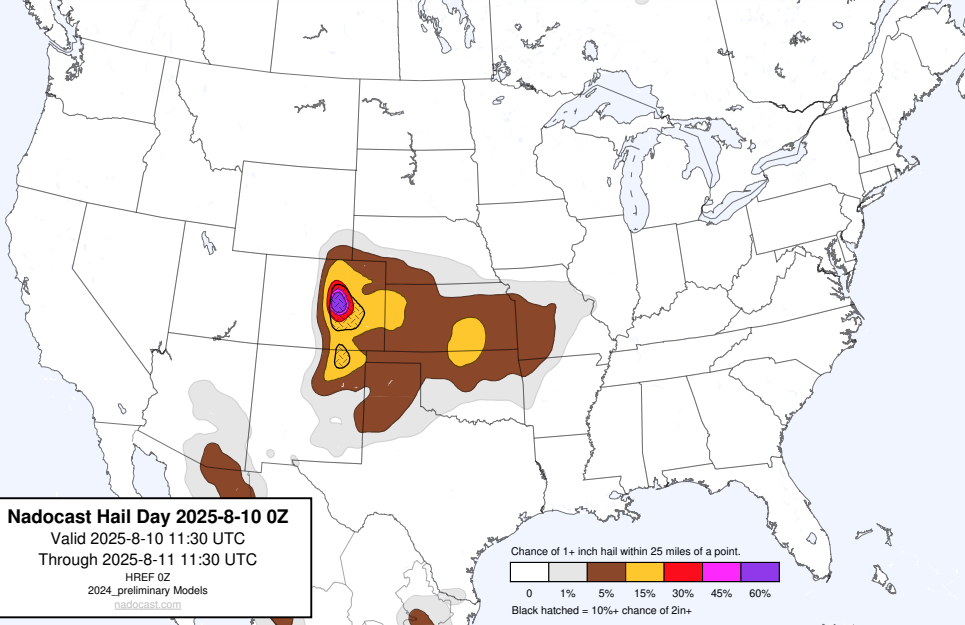 Nadocast Hail Day 2025-8-10 0Z
Valid 2025-8-10 11:30 UTC
Through 2025-8-11 11:30 UTC
HREF 0Z
2024_preliminary Models
nadocast.com
Chance of 1+ inch hail within 25 miles of a point.
0 1% 5% 15% 30% 45% 60%
Black hatched = 10%+ chance of 2in+